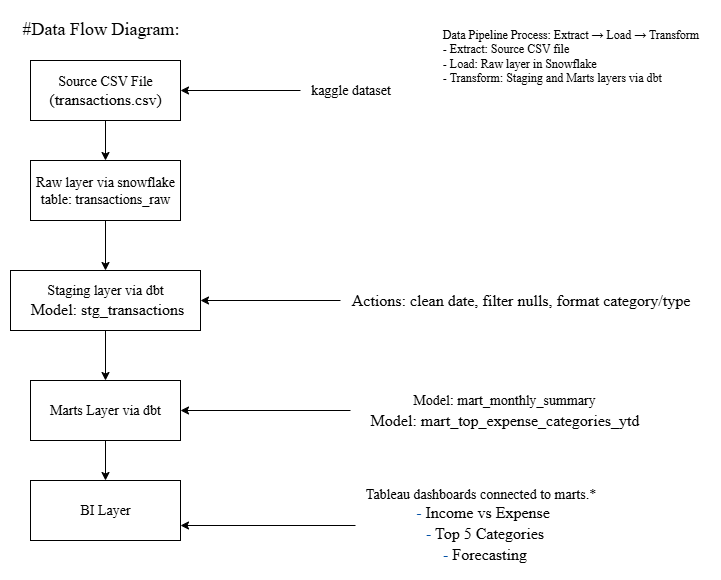 #Data Flow Diagram:
Data Pipeline Process: Extract → Load → Transform
- Extract: Source CSV file
- Load: Raw layer in Snowflake
- Transform: Staging and Marts layers via dbt
Source CSV File
(transactions.csv)
kaggle dataset
Raw layer via snowflake
table: transactions_raw
Staging layer via dbt
Model: stg_transactions
Actions: clean date, filter nulls, format category/type
Marts Layer via dbt
Model: mart_monthly_summary
Model: mart_top_expense_categories_ytd
BI Layer
Tableau dashboards connected to marts.*
- Income vs Expense
- Top 5 Categories
- Forecasting